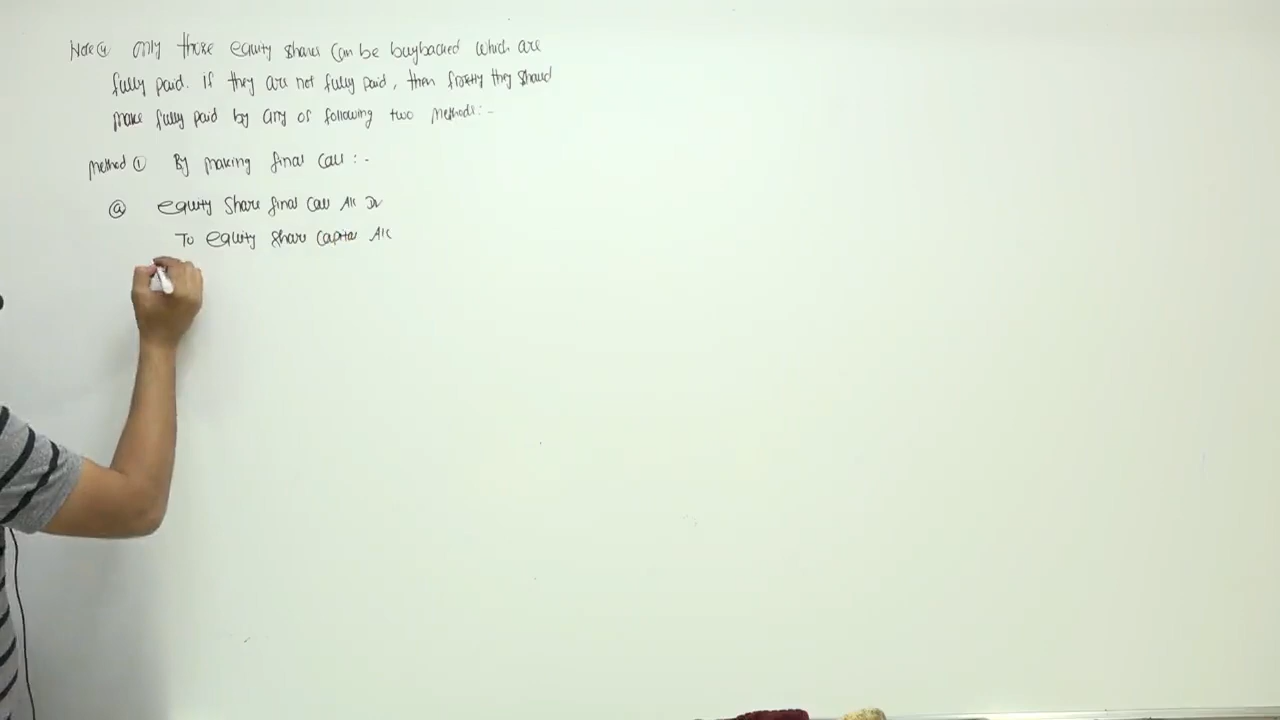 Note ④ only those equity shares can be buybacked which are
fully paid. if they are not fully paid, then firstly they should
make fully paid by any of following two methods:-
Method ① By making final call :-
ⓐ equity share final call A/c Dr
To equity share capital A/c